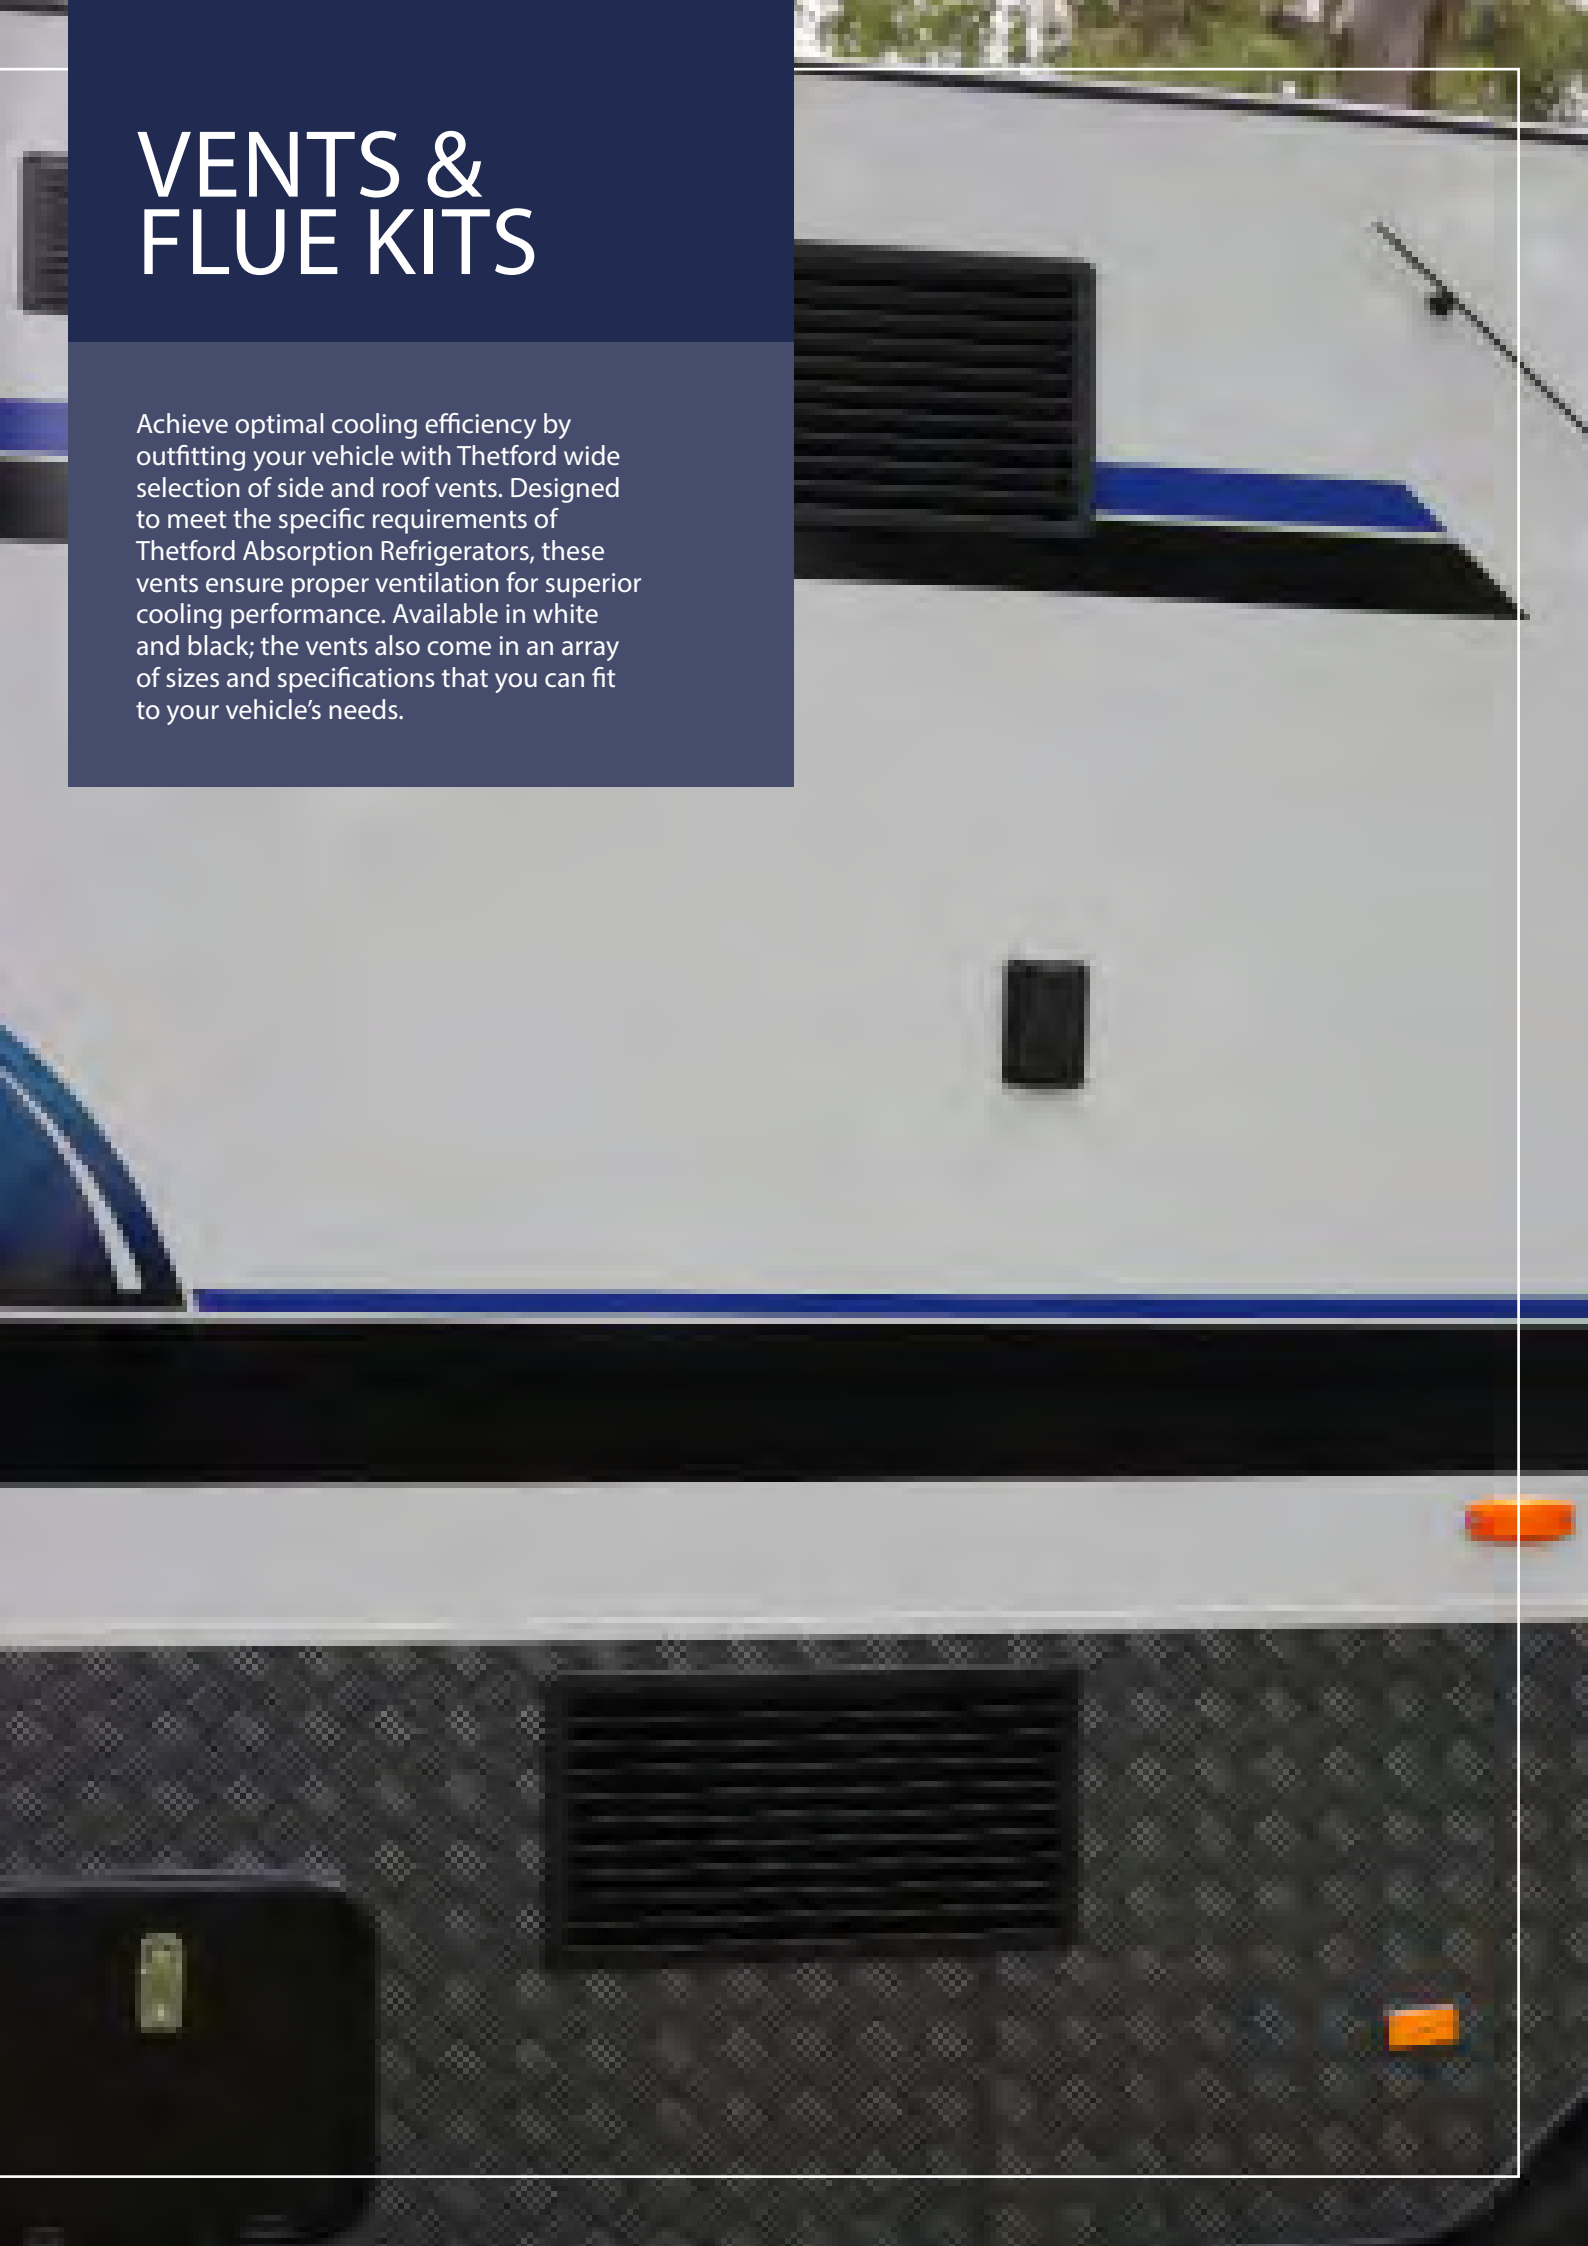 VENTS &
FLUE KITS
Achieve optimal cooling efficiency by
outfitting your vehicle with Thetford wide
selection of side and roof vents. Designed
to meet the specific requirements of
Thetford Absorption Refrigerators, these
vents ensure proper ventilation for superior
cooling performance. Available in white
and black; the vents also come in an array
of sizes and specifications that you can fit
to your vehicle’s needs.